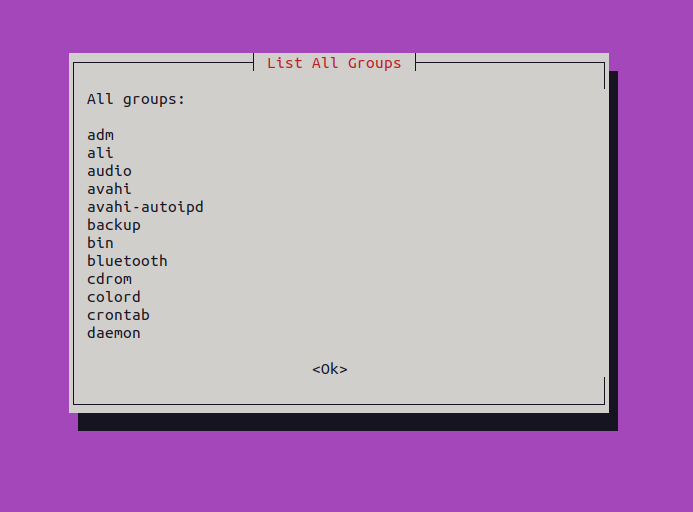 List All Groups
All groups:
adm
ali
audio
avahi
avahi-autoipd
backup
bin
bluetooth
cdrom
colord
crontab
daemon
<Ok>